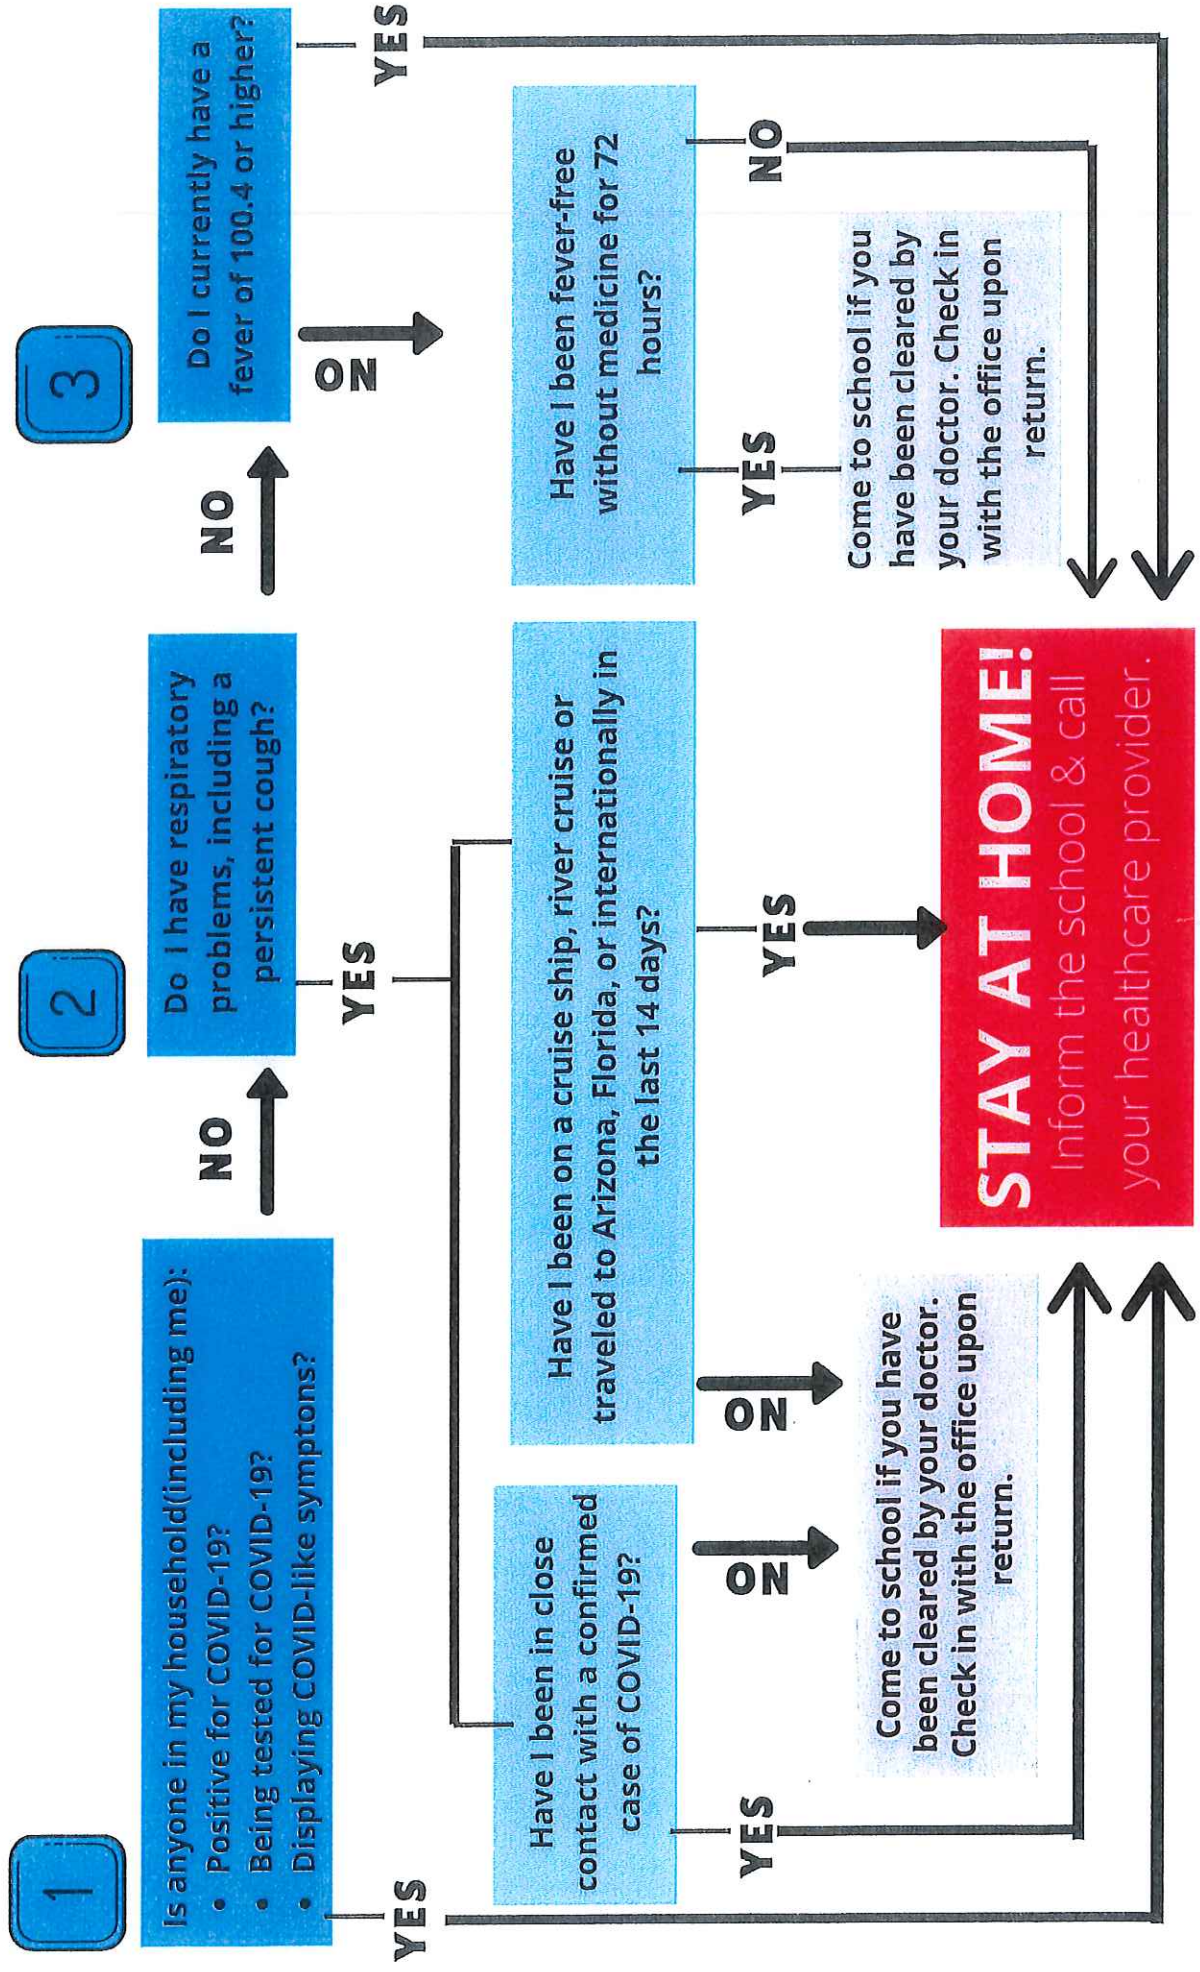 1
Is anyone in my household(including me):
• Positive for COVID-19?
• Being tested for COVID-19?
• Displaying COVID-like symptons?
NO
YES
2
Do I have respiratory
problems, including a
persistent cough?
NO
YES
3
Do I currently have a
fever of 100.4 or higher?
NO
YES
Have I been in close
contact with a confirmed
case of COVID-19?
YES
NO
Have I been on a cruise ship, river cruise or
traveled to Arizona, Florida, or internationally in
the last 14 days?
NO
YES
Have I been fever-free
without medicine for 72
hours?
YES
NO
Come to school if you have
been cleared by your doctor.
Check in with the office upon
return.
STAY AT HOME!
Inform the school & call
your healthcare provider.
Come to school if you
have been cleared by
your doctor. Check in
with the office upon
return.